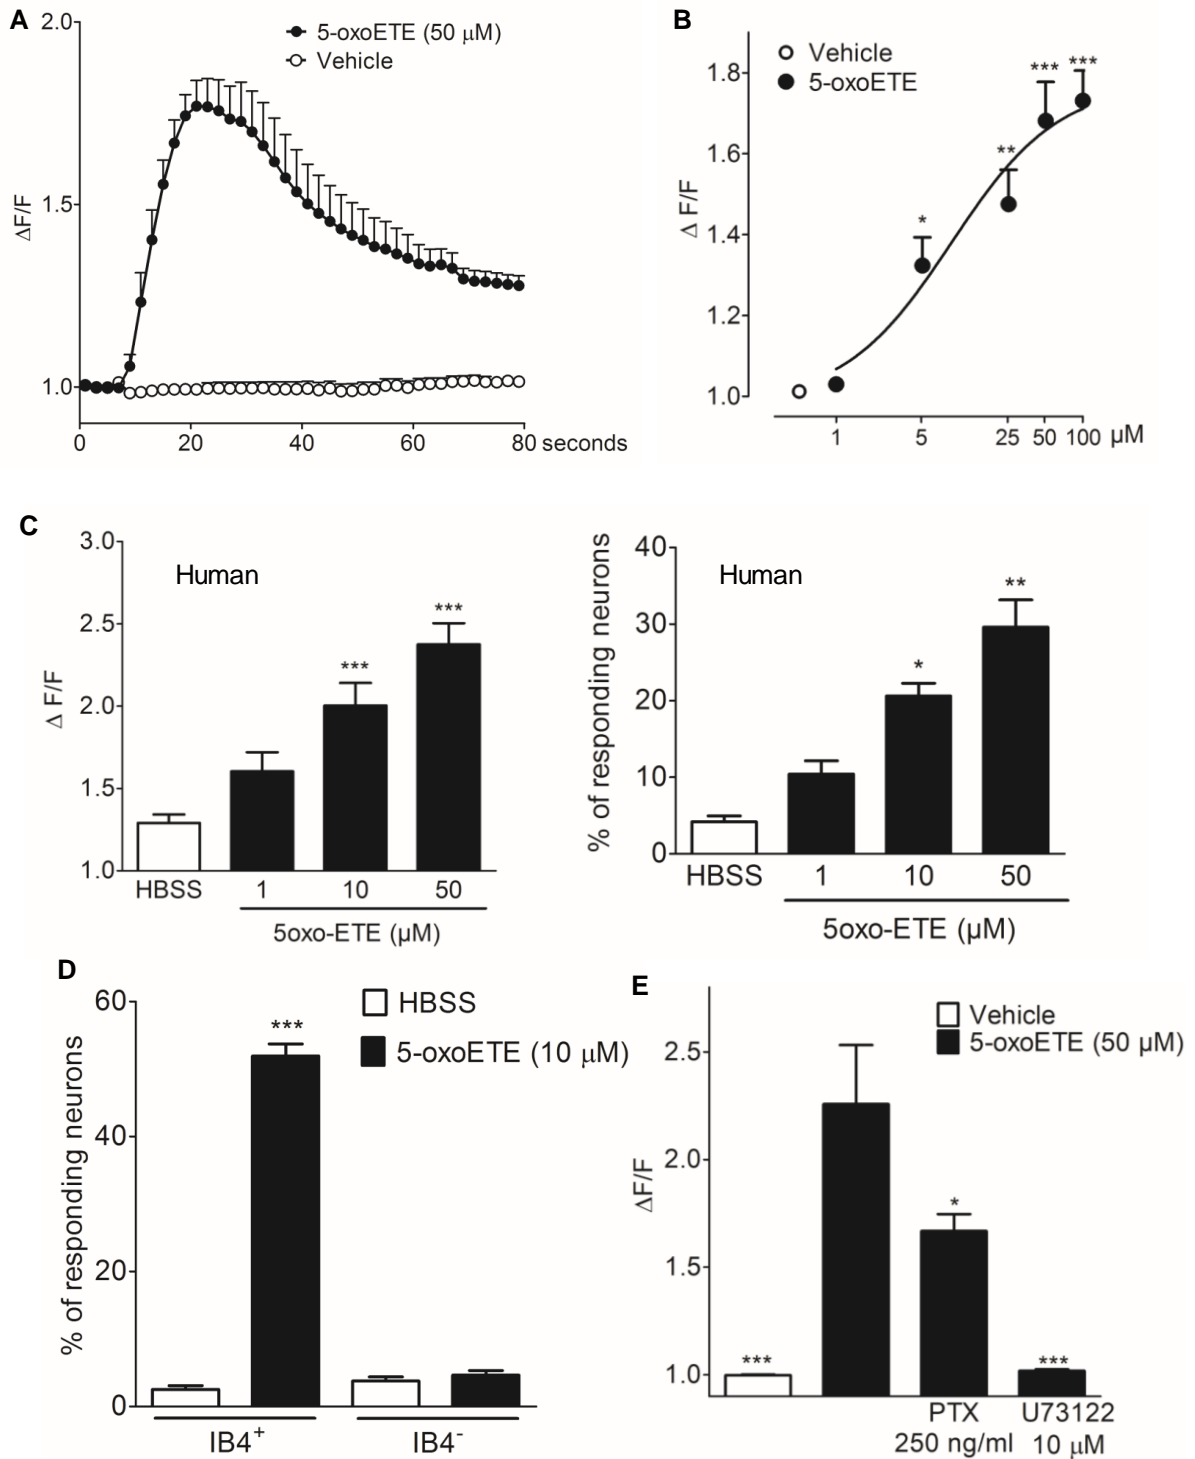 A
2.0
1.5
1.0
ΔF/F
5-oxoETE (50 μM)
Vehicle
0 20 40 60 80 seconds
B
Vehicle
5-oxoETE
1.8
1.6
1.4
1.2
1.0
Δ F/F
*
**
***
***
1 5 25 50 100 μM
C
3.0
2.5
2.0
1.5
1.0
Δ F/F
Human
***
***
HBSS 1 10 50
5oxo-ETE (μM)
40
30
20
10
0
% of responding neurons
Human
*
**
HBSS 1 10 50
5oxo-ETE (μM)
D
60
40
20
0
% of responding neurons
HBSS
5-oxoETE (10 μM)
***
IB4+ IB4-
E
2.5
2.0
1.5
1.0
ΔF/F
Vehicle
5-oxoETE (50 μM)
***
*
***
PTX U73122
250 ng/ml 10 μM